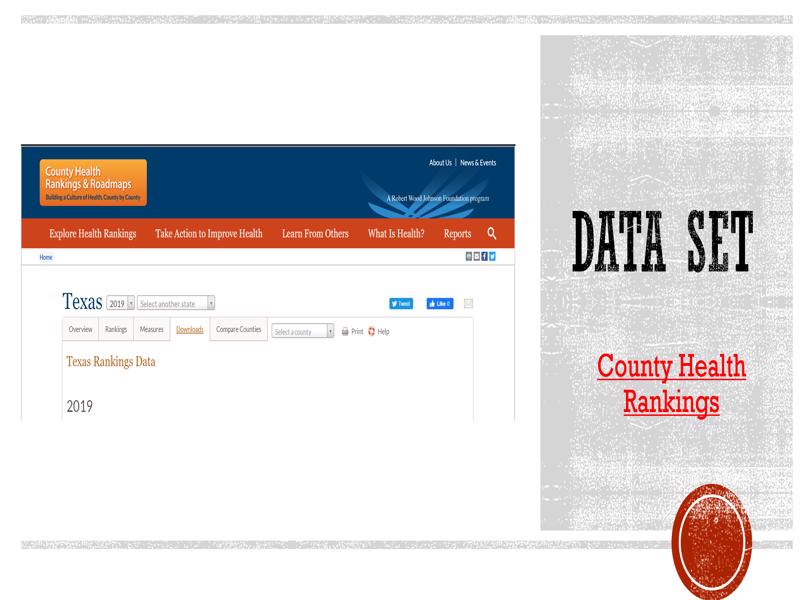 County Health
Rankings & Roadmaps
Building a Culture of Health, County by County
About Us | News & Events
A Robert Wood Johnson Foundation program
Explore Health Rankings Take Action to Improve Health Learn From Others What Is Health? Reports
Home
Texas 2019 Select another state Tweet Like 0
Overview Rankings Measures Downloads Compare Counties Select a county Print Help
Texas Rankings Data
2019
DATA SET
County Health
Rankings